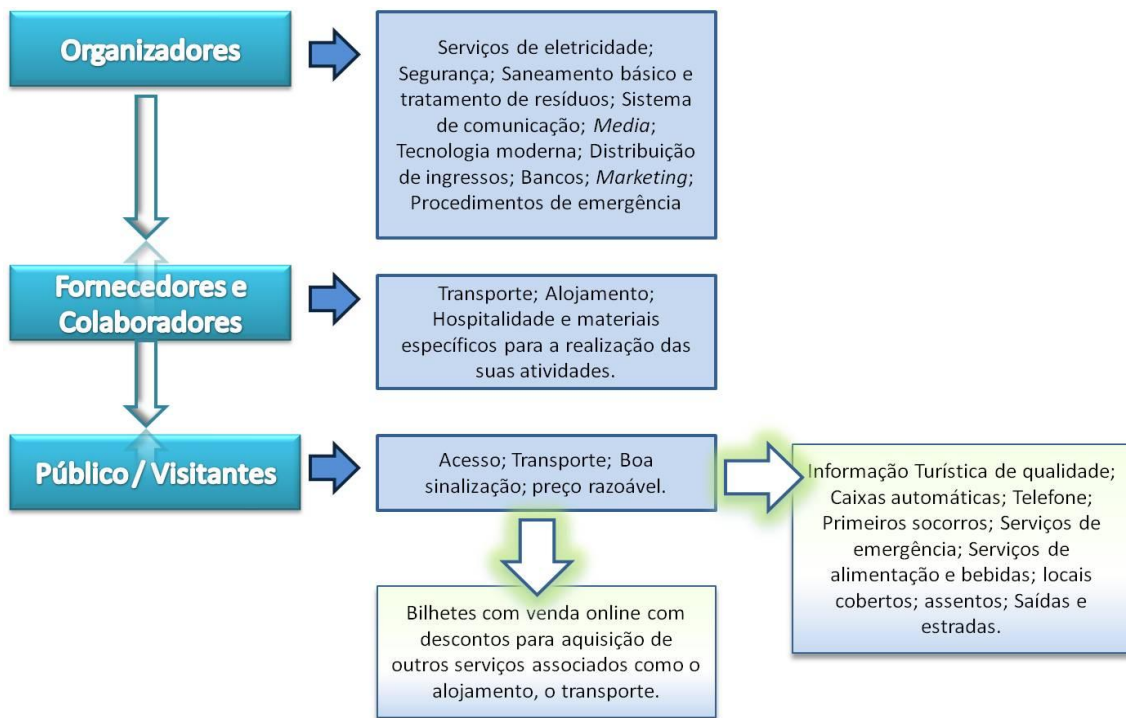 Organizadores
Serviços de eletricidade;
Segurança; Saneamento básico e
tratamento de resíduos; Sistema
de comunicação; Media;
Tecnologia moderna; Distribuição
de ingressos; Bancos; Marketing;
Procedimentos de emergência
Fornecedores e
Colaboradores
Transporte; Alojamento;
Hospitalidade e materiais
específicos para a realização das
suas atividades.
Público / Visitantes
Acesso; Transporte; Boa
sinalização; preço razoável.
Informação Turística de qualidade;
Caixas automáticas; Telefone;
Primeiros socorros; Serviços de
emergência; Serviços de
alimentação e bebidas; locais
cobertos; assentos; Saídas e
estradas.
Bilhetes com venda online com
descontos para aquisição de
outros serviços associados como o
alojamento, o transporte.